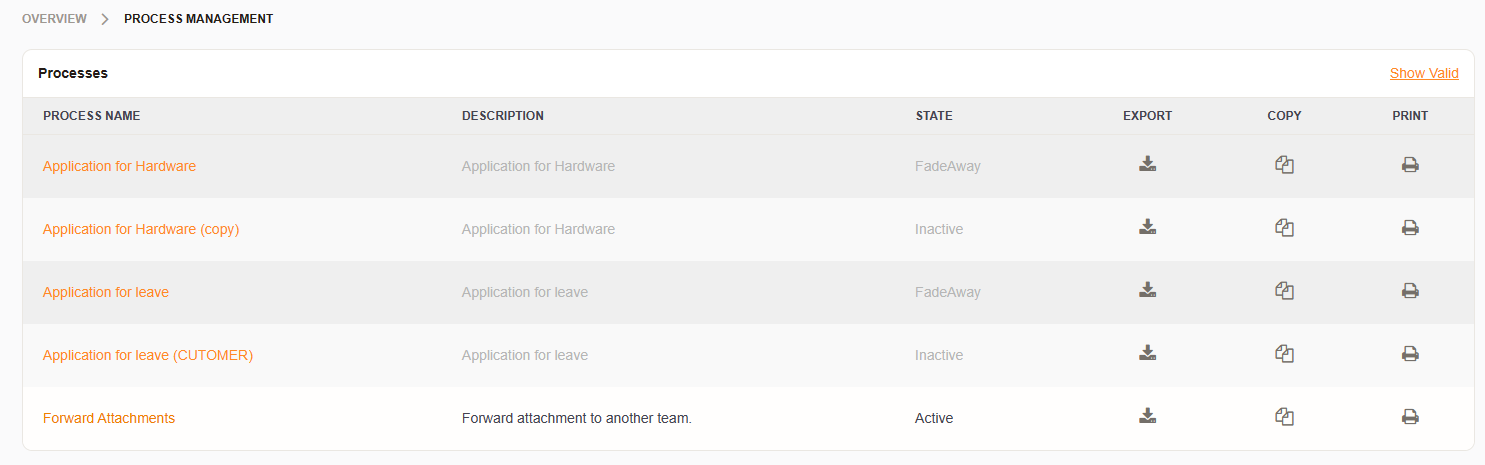 OVERVIEW > PROCESS MANAGEMENT
Processes Show Valid
PROCESS NAME DESCRIPTION STATE EXPORT COPY PRINT
Application for Hardware Application for Hardware FadeAway
Application for Hardware (copy) Application for Hardware Inactive
Application for leave Application for leave FadeAway
Application for leave (CUTOMER) Application for leave Inactive
Forward Attachments Forward attachment to another team. Active